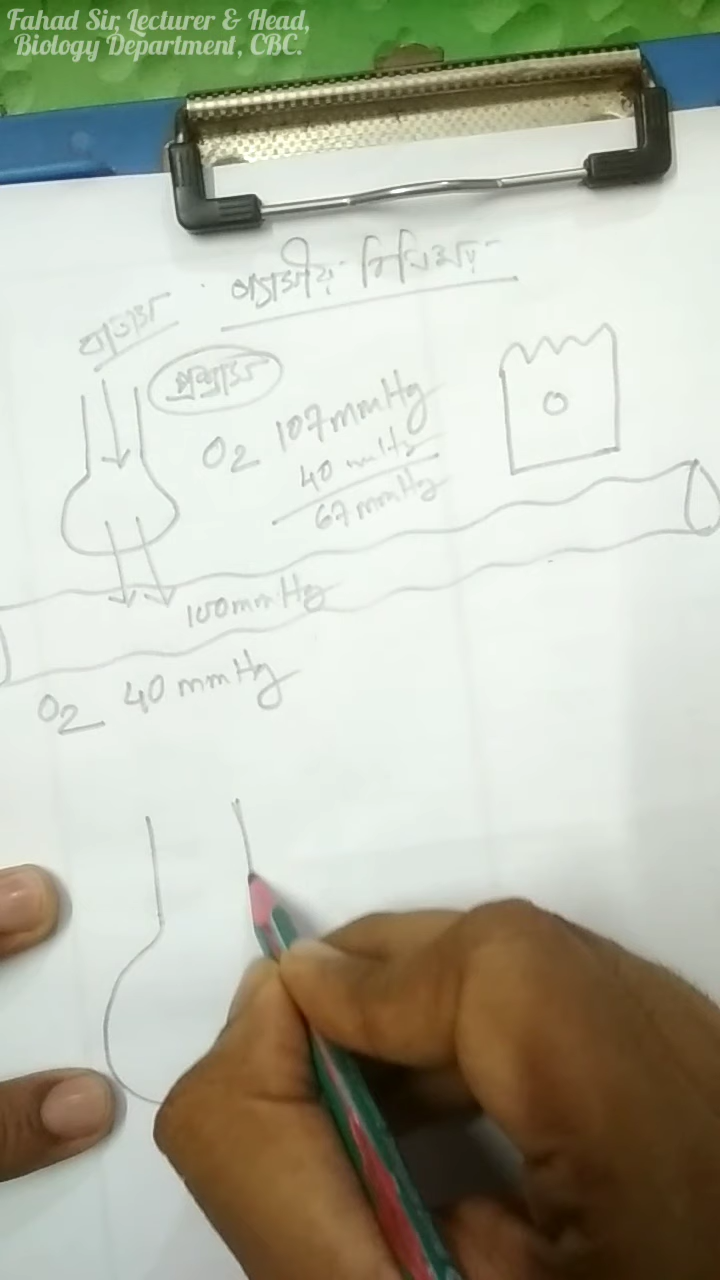 Fahad Sir, Lecturer & Head,
Biology Department, CBC.
গ্যাসীয় বিনিময়
বাতাস
প্রশ্বাস
O2 107mmHg
40 mmHg
67 mmHg
100mmHg
O2 40 mmHg